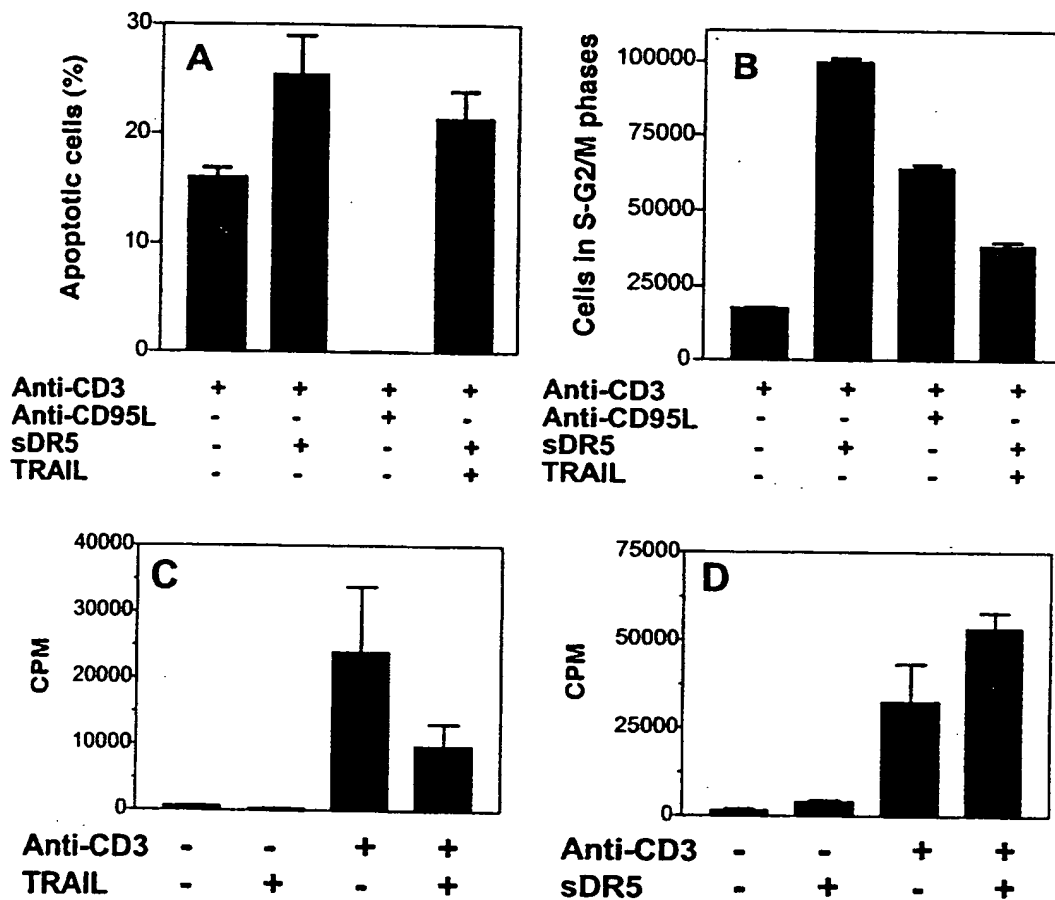 A
Apoptotic cells (%)
30
20
10
0
Anti-CD3 + + + +
Anti-CD95L - - + -
sDR5 - + - +
TRAIL - - - +
B
Cells in S-G2/M phases
100000
75000
50000
25000
0
Anti-CD3 + + + +
Anti-CD95L - - + -
sDR5 - + - +
TRAIL - - - +
C
CPM
40000
30000
20000
10000
0
Anti-CD3 - - + +
TRAIL - + - +
D
CPM
75000
50000
25000
0
Anti-CD3 - - + +
sDR5 - + - +